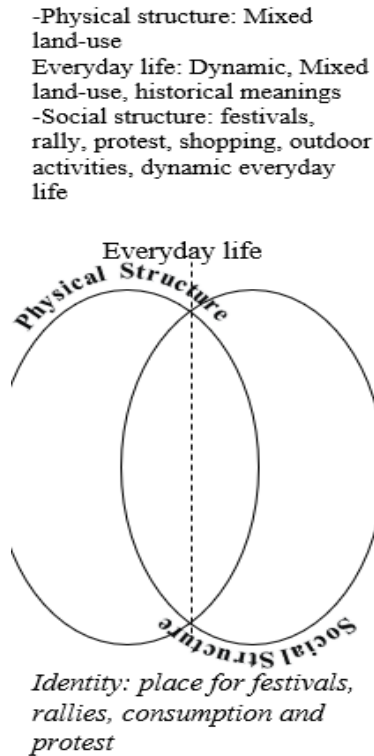 -Physical structure: Mixed
land-use
Everyday life: Dynamic, Mixed
land-use, historical meanings
-Social structure: festivals,
rally, protest, shopping, outdoor
activities, dynamic everyday
life
Everyday life
Physical Structure
Social Structure
Identity: place for festivals,
rallies, consumption and
protest